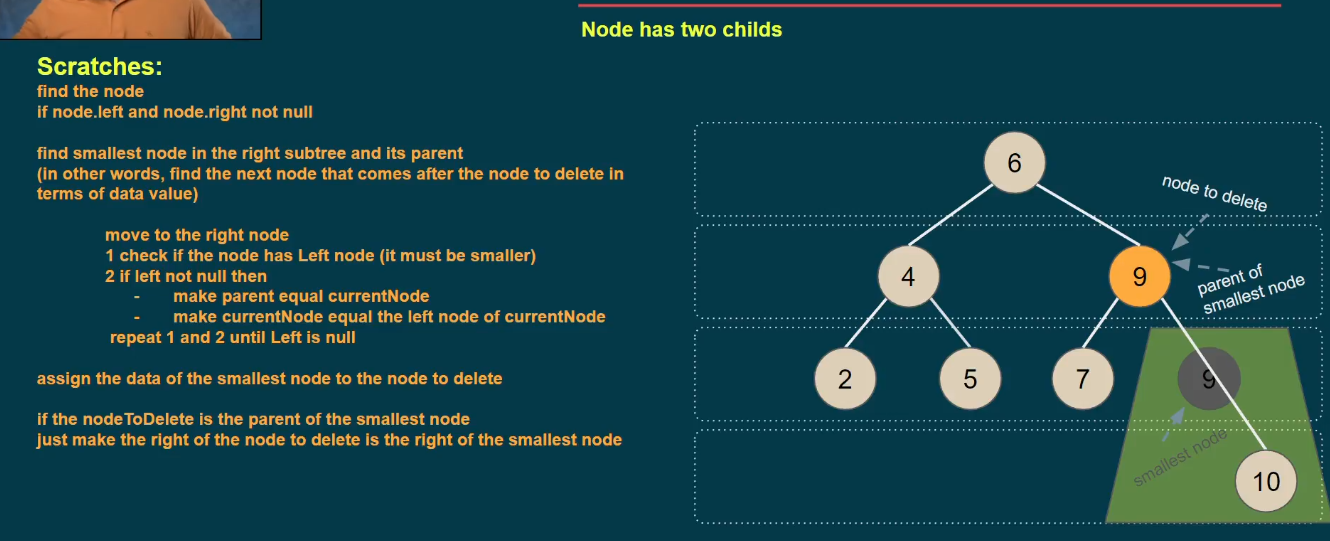 Node has two childs
Scratches:
find the node
if node.left and node.right not null
find smallest node in the right subtree and its parent
(in other words, find the next node that comes after the node to delete in
terms of data value)
move to the right node
1 check if the node has Left node (it must be smaller)
2 if left not null then
- make parent equal currentNode
- make currentNode equal the left node of currentNode
repeat 1 and 2 until Left is null
assign the data of the smallest node to the node to delete
if the nodeToDelete is the parent of the smallest node
just make the right of the node to delete is the right of the smallest node
6
node to delete
4
9
parent of
smallest node
2
5
7
9
smallest node
10